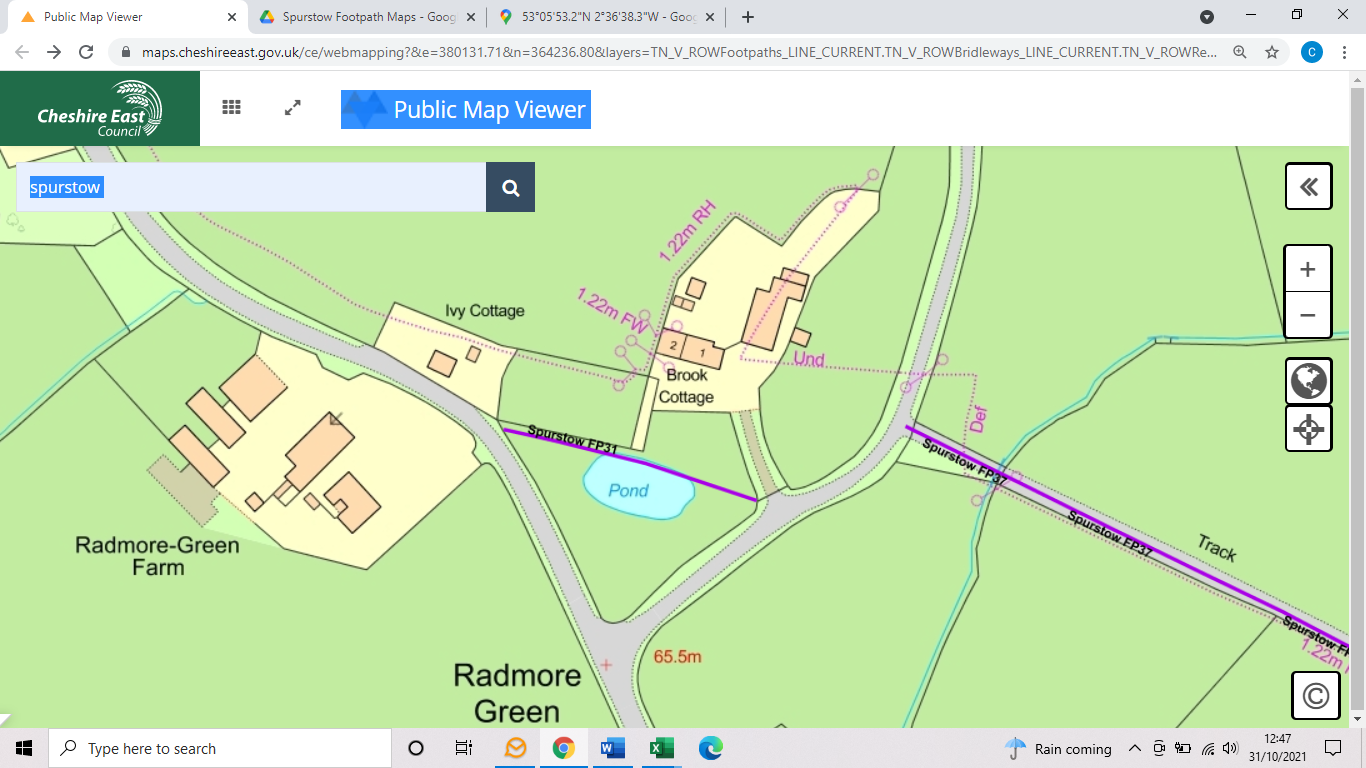 Public Map Viewer
Spurstow Footpath Maps - Goog
53°05'53.2"N 2°36'38.3"W - Goo
maps.cheshireeast.gov.uk/ce/webmapping?&e=380131.71&n=364236.80&layers=TN_V_ROWFootpaths_LINE_CURRENT.TN_V_ROWBridleways_LINE_CURRENT.TN_V_ROWRe...
C
Cheshire East
Council
Public Map Viewer
spurstow
1.22m RH
1.22m FW
Ivy Cottage
2
1
Und
Brook
Cottage
Def
Spurstow FP31
Spurstow FP37
Pond
Spurstow FP37
Track
Radmore-Green
Farm
Spurstow FP
1.22m
65.5m
Radmore
Green
©
Type here to search
Rain coming
12:47
31/10/2021